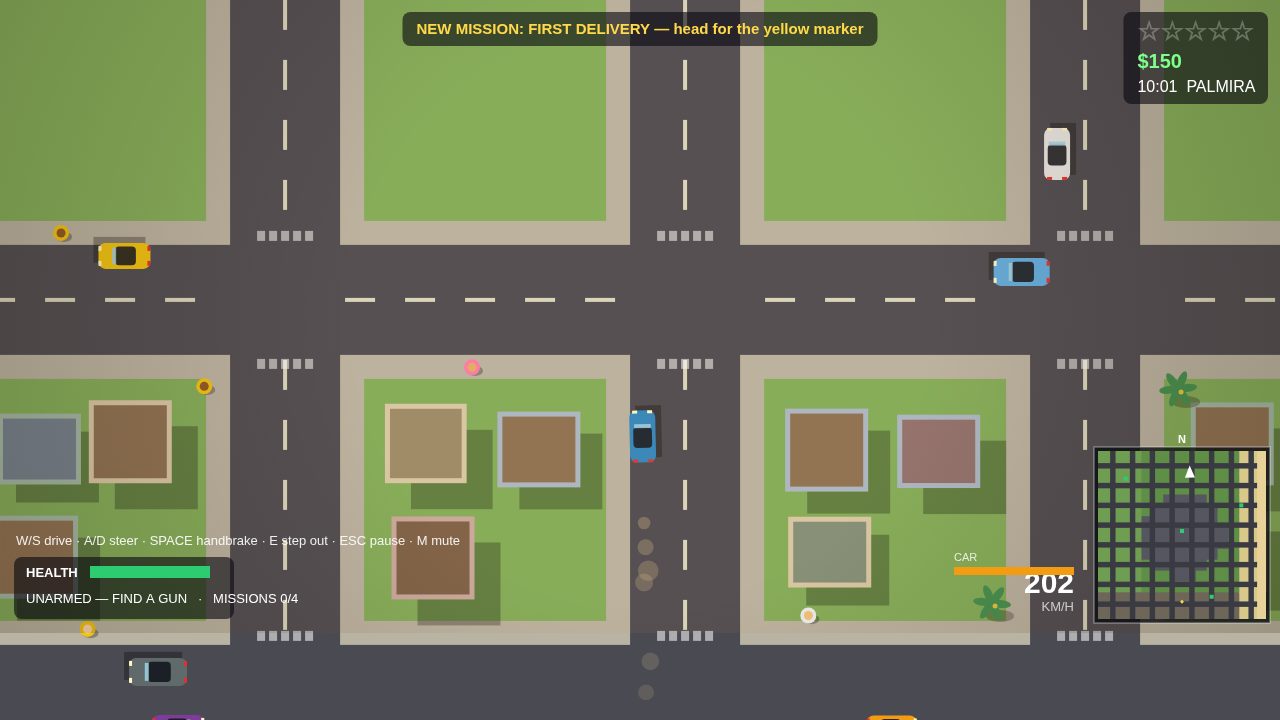 NEW MISSION: FIRST DELIVERY — head for the yellow marker
$150
10:01 PALMIRA
N
W/S drive · A/D steer · SPACE handbrake · E step out · ESC pause · M mute
HEALTH
UNARMED — FIND A GUN · MISSIONS 0/4
CAR
202
KM/H